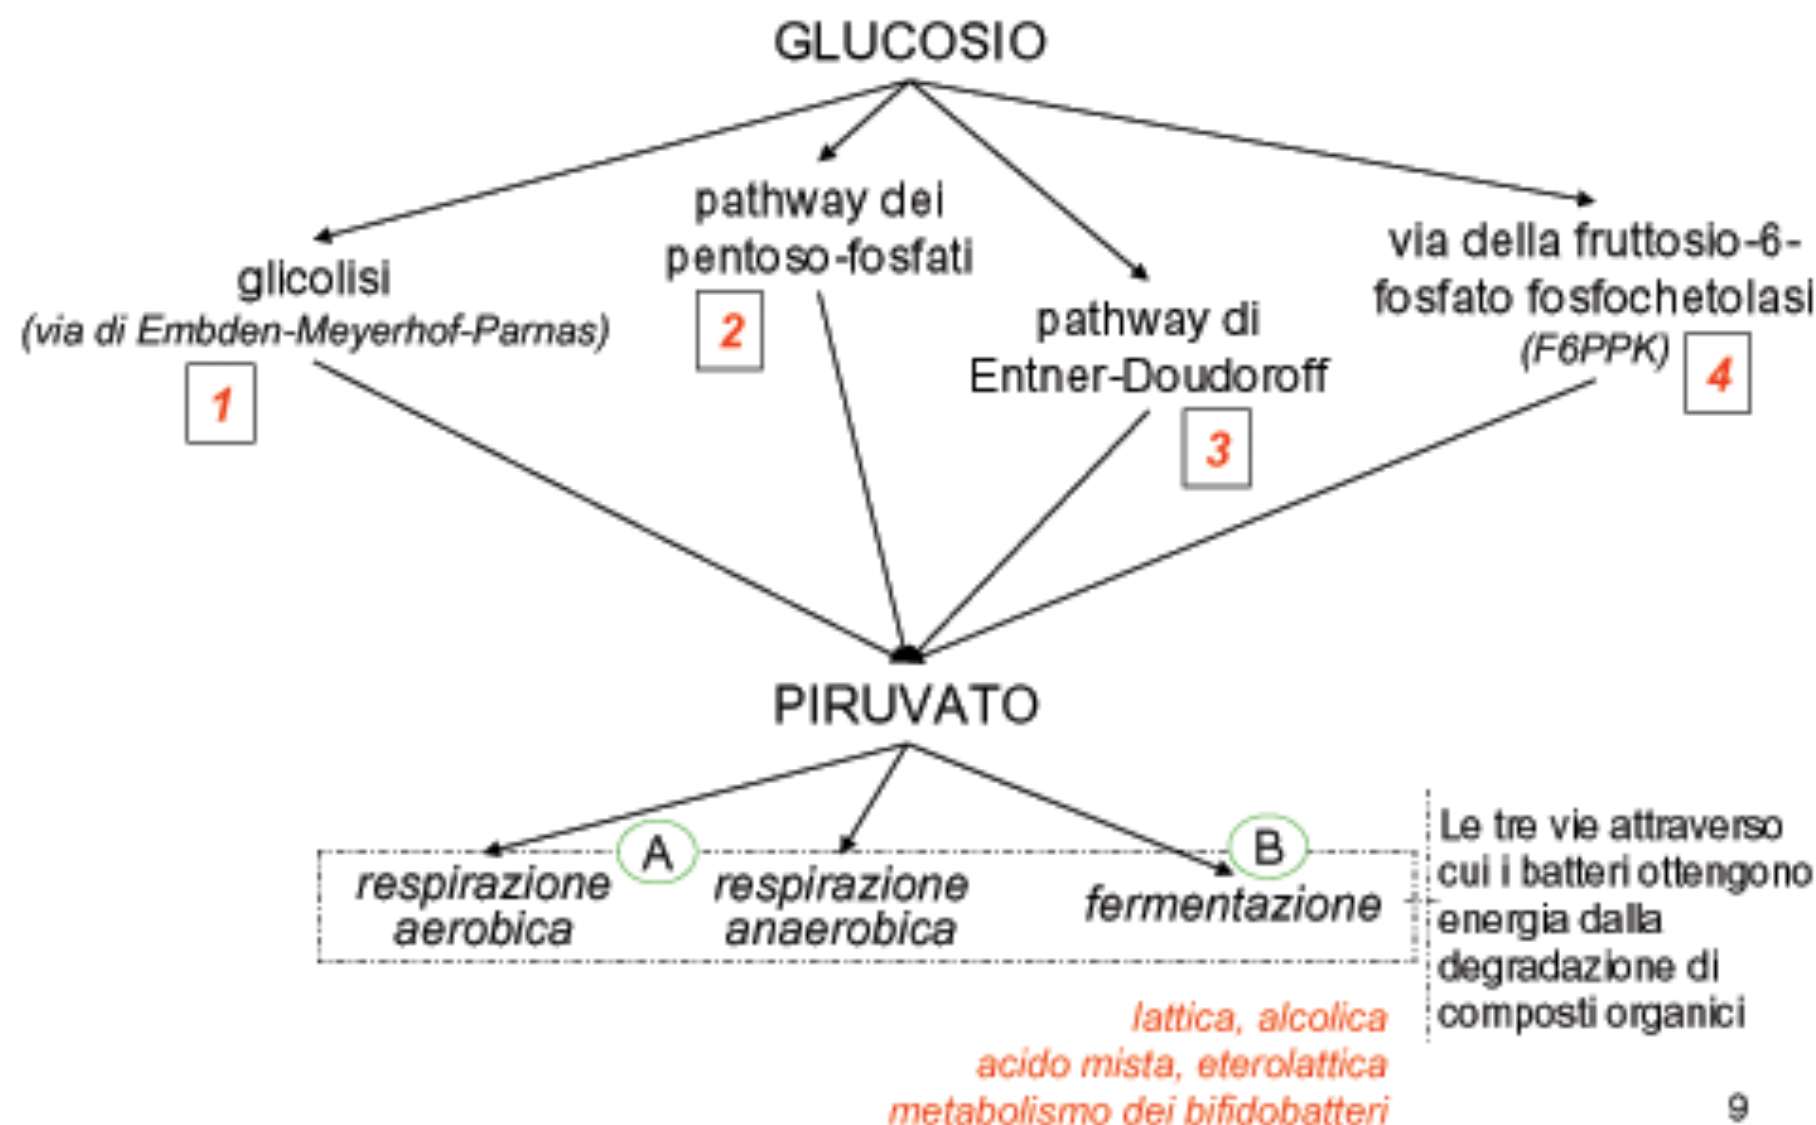 GLUCOSIO
glicolisi
(via di Embden-Meyerhof-Parnas)
1
pathway dei
pentoso-fosfati
2
pathway di
Entner-Doudoroff
3
via della fruttosio-6-
fosfato fosfochetolasi
(F6PPK)
4
PIRUVATO
A
B
respirazione
aerobica
respirazione
anaerobica
fermentazione
Le tre vie attraverso
cui i batteri ottengono
energia dalla
degradazione di
composti organici
lattica, alcolica
acido mista, eterolattica
metabolismo dei bifidobatteri
9